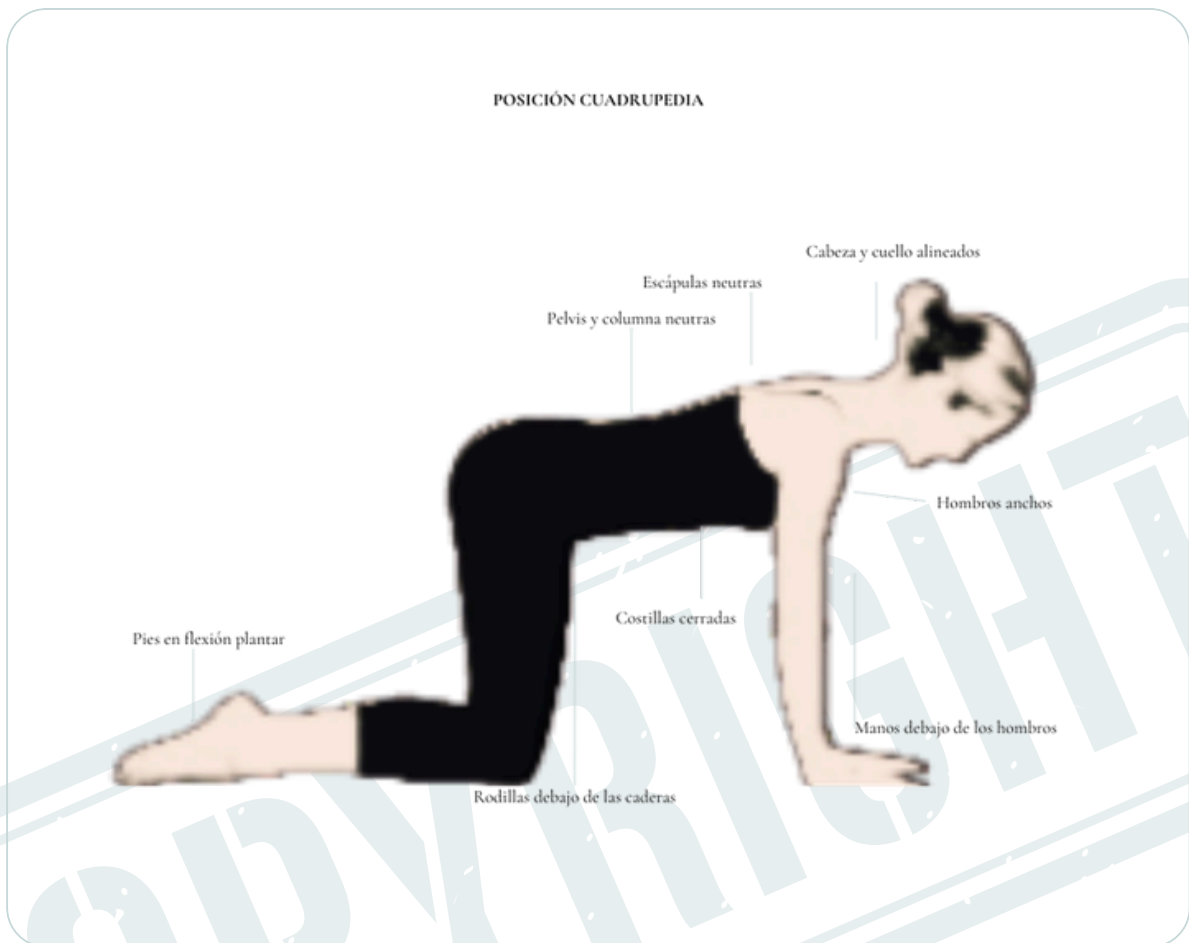 POSICIÓN CUADRUPEDIA
Cabeza y cuello alineados
Escápulas neutras
Pelvis y columna neutras
Hombros anchos
Costillas cerradas
Pies en flexión plantar
Manos debajo de los hombros
Rodillas debajo de las caderas
OPYRIGHT